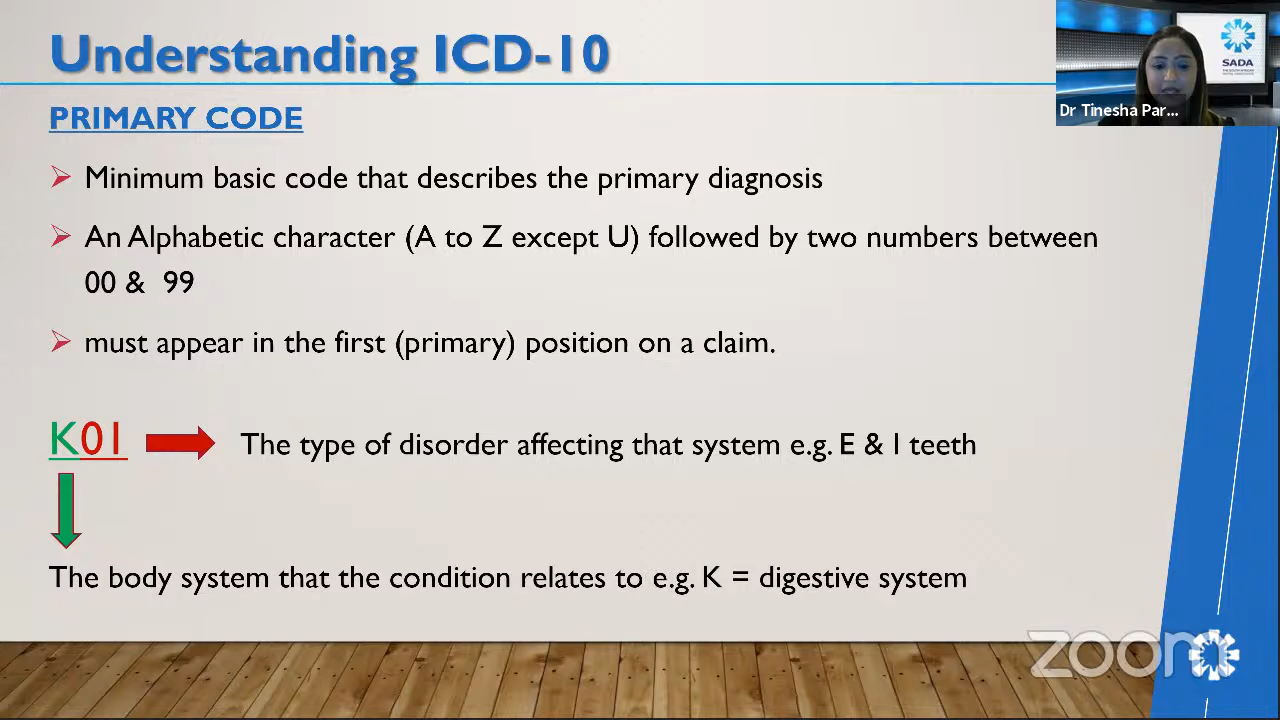 Understanding ICD-10
SADA
Dr Tinesha Par...
PRIMARY CODE
Minimum basic code that describes the primary diagnosis
An Alphabetic character (A to Z except U) followed by two numbers between
00 & 99
must appear in the first (primary) position on a claim.
K01
The type of disorder affecting that system e.g. E & I teeth
The body system that the condition relates to e.g. K = digestive system
zoom